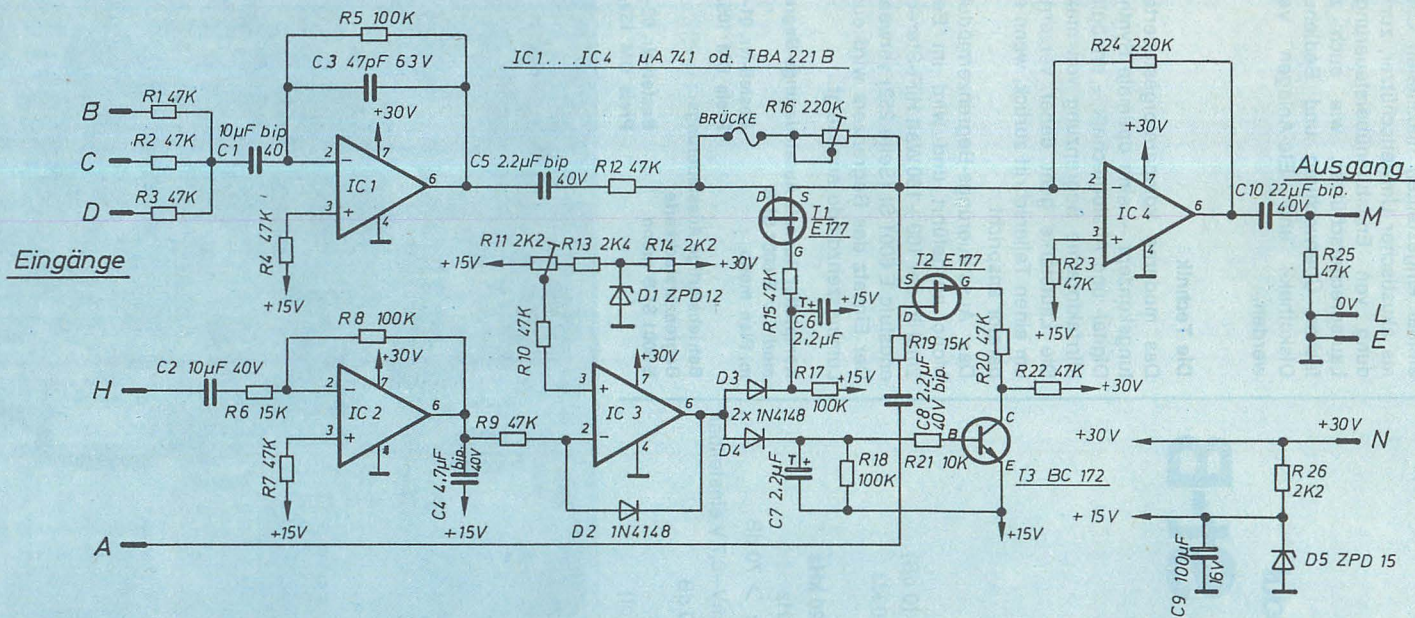 R5 100K
C3 47pF 63V
IC1...IC4 µA 741 od. TBA 221 B
R24 220K
+30V
B
R1 47K
10µF bip
40
C1
C
R2 47K
D
R3 47K
2
3
7
6
4
IC1
R4 47K
+15V
Eingänge
C5 2.2µF bip
40V
R12 47K
BRÜCKE
R16 220K
D
S
G
T1
E177
R15 47K
T+
C6
2,2µF
+15V
T2 E177
S
G
D
+30V
2
3
7
6
4
IC 4
R23
47K
+15V
Ausgang
C10 22µF bip.
40V
M
R25
47K
0V
L
E
R11 2K2
R13 2K4
R14 2K2
+15V
+30V
D1 ZPD12
R10 47K
R8 100K
+30V
H
C2 10µF 40V
R6 15K
2
3
7
6
4
IC 2
R7 47K
+15V
C4 4,7µF
bip.
40V
+15V
R9 47K
+30V
3
2
7
6
4
IC 3
D2 1N4148
D3
2x 1N4148
D4
R17
100K
+15V
R19 15K
C8 2.2µF
40V bip.
R20 47K
R22 47K
+30V
C7 2.2µF
T+
R18
100K
R21 10K
B
C
E
T3 BC 172
+15V
A
+30V
+30V
N
R26
2K2
+15V
C9 100µF
16V
D5 ZPD 15